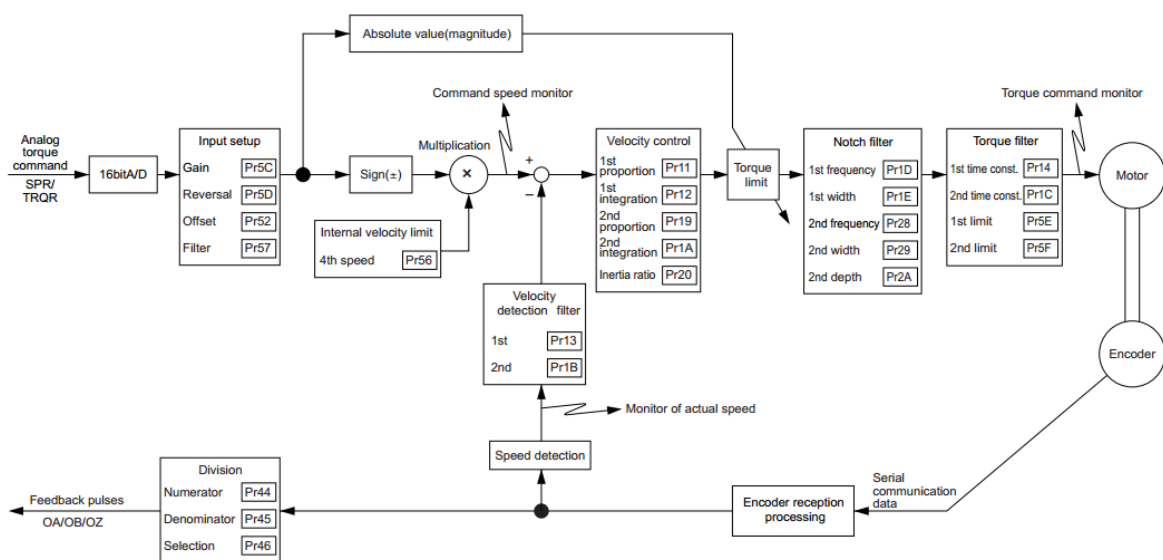 Absolute value(magnitude)
Command speed monitor
Torque command monitor
Analog
torque
command
SPR/
TRQR
16bitA/D
Input setup
Gain Pr5C
Reversal Pr5D
Offset Pr52
Filter Pr57
Sign(±)
Multiplication
×
Internal velocity limit
4th speed Pr56
+
−
Velocity control
1st
proportion Pr11
1st
integration Pr12
2nd
proportion Pr19
2nd
integration Pr1A
Inertia ratio Pr20
Torque
limit
Notch filter
1st frequency Pr1D
1st width Pr1E
2nd frequency Pr28
2nd width Pr29
2nd depth Pr2A
Torque filter
1st time const. Pr14
2nd time const. Pr1C
1st limit Pr5E
2nd limit Pr5F
Motor
Encoder
Velocity
detection filter
1st Pr13
2nd Pr1B
Monitor of actual speed
Speed detection
Serial
communication
data
Encoder reception
processing
Division
Numerator Pr44
Denominator Pr45
Selection Pr46
Feedback pulses
OA/OB/OZ